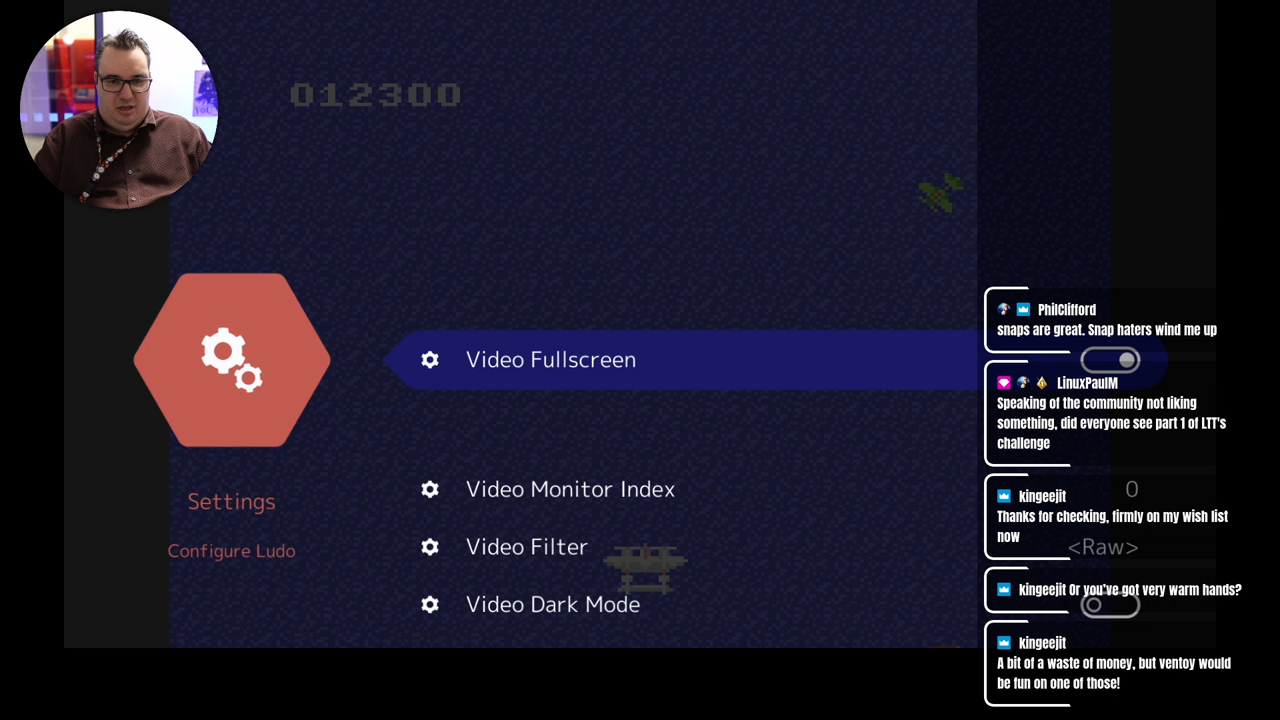 012300
Settings
Configure Ludo
Video Fullscreen
Video Monitor Index
0
Video Filter
<Raw>
Video Dark Mode
PhilClifford
snaps are great. Snap haters wind me up
LinuxPaulM
Speaking of the community not liking
something, did everyone see part 1 of LTT's
challenge
kingeejit
Thanks for checking, firmly on my wish list
now
kingeejit Or you've got very warm hands?
kingeejit
A bit of a waste of money, but ventoy would
be fun on one of those!